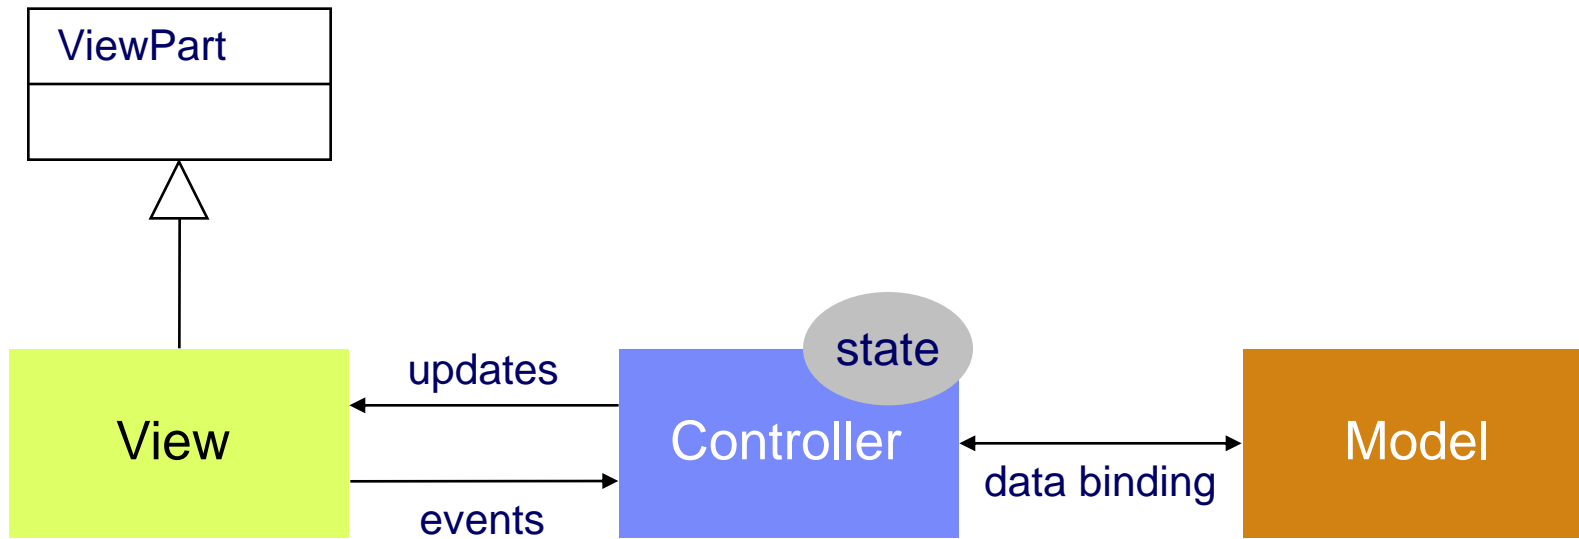 ViewPart
state
updates
View
Controller
Model
data binding
events